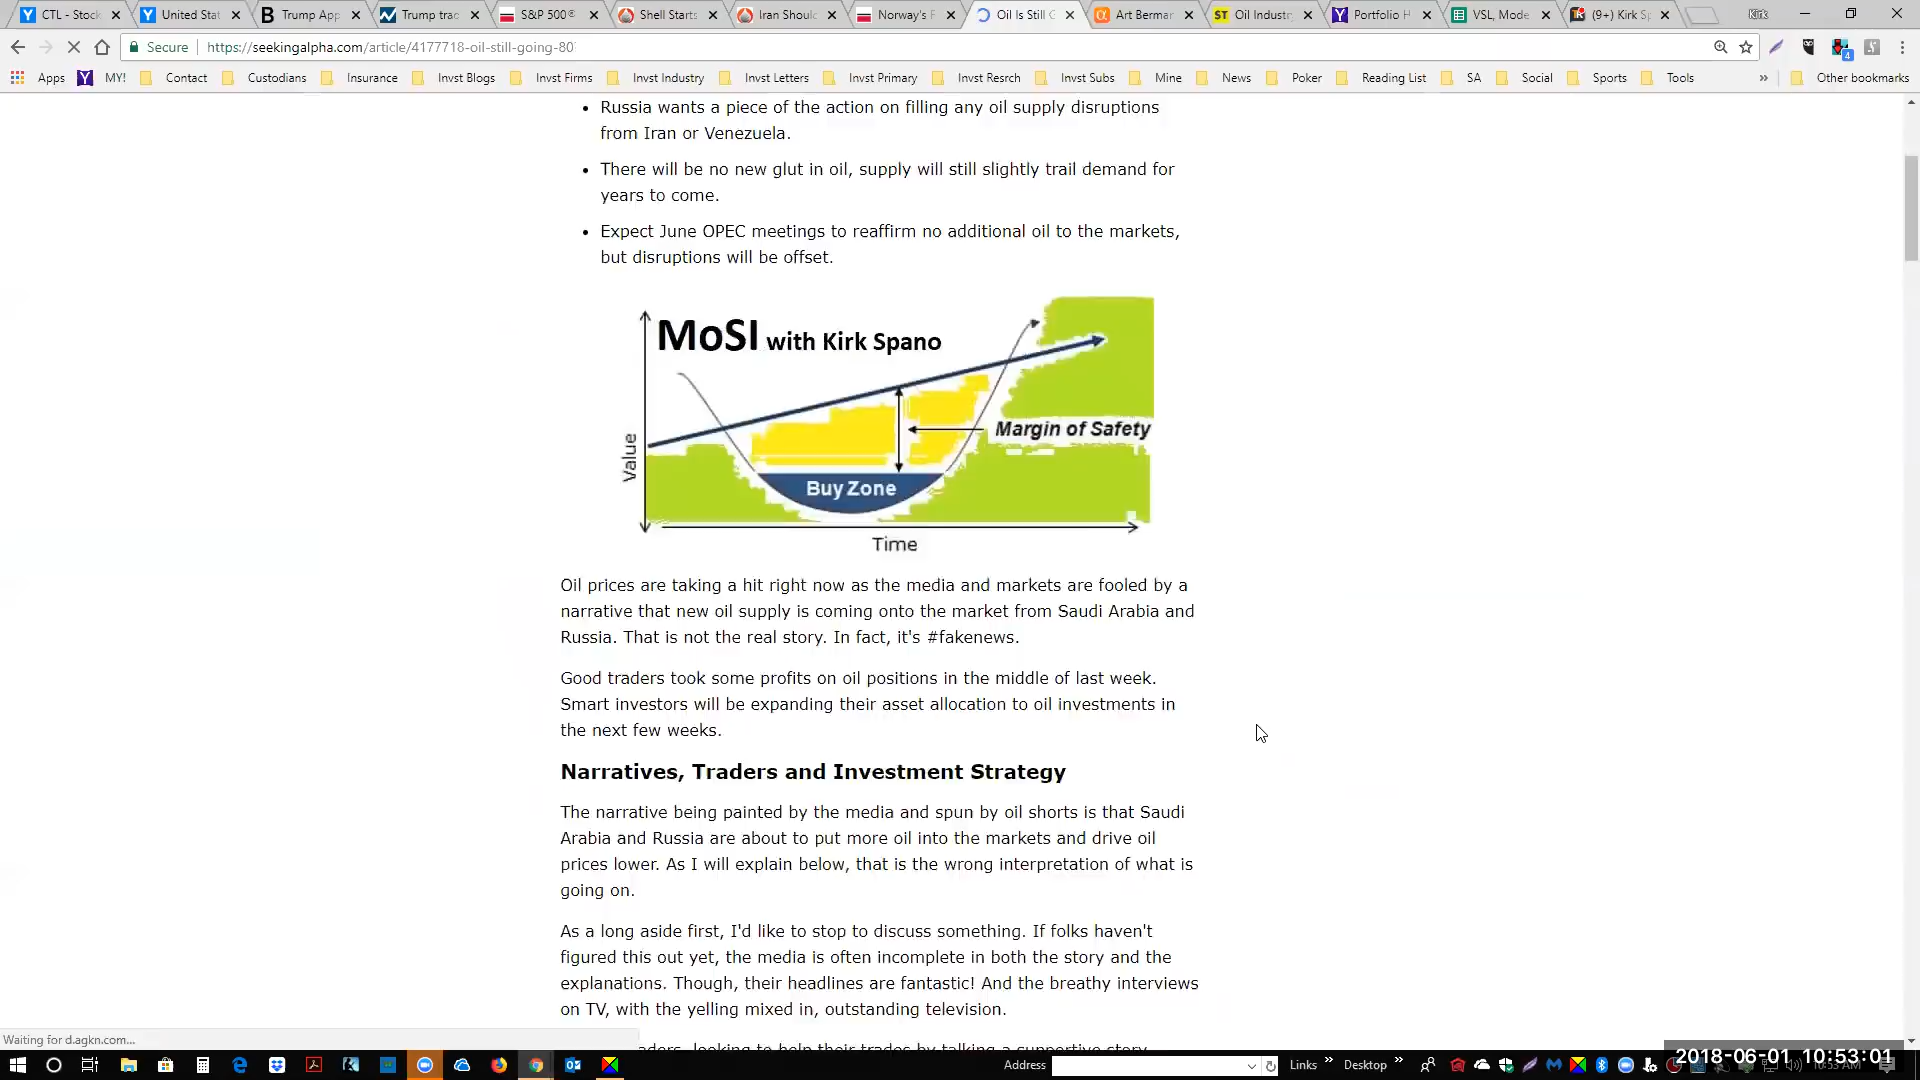 CTL - Stock
United Stat
Trump App
Trump trac
S&P 500®
Shell Starts
Iran Shoul
Norway's F
Oil Is Still G
Art Bermar
Oil Industr
Portfolio H
VSL, Mode
(9+) Kirk Sp
Kirk
Secure
https://seekingalpha.com/article/4177718-oil-still-going-80
Apps
MY!
Contact
Custodians
Insurance
Invst Blogs
Invst Firms
Invst Industry
Invst Letters
Invst Primary
Invst Resrch
Invst Subs
Mine
News
Poker
Reading List
SA
Social
Sports
Tools
»
Other bookmarks
• Russia wants a piece of the action on filling any oil supply disruptions
from Iran or Venezuela.
• There will be no new glut in oil, supply will still slightly trail demand for
years to come.
• Expect June OPEC meetings to reaffirm no additional oil to the markets,
but disruptions will be offset.
MoSI with Kirk Spano
Value
Margin of Safety
Buy Zone
Time
Oil prices are taking a hit right now as the media and markets are fooled by a
narrative that new oil supply is coming onto the market from Saudi Arabia and
Russia. That is not the real story. In fact, it's #fakenews.
Good traders took some profits on oil positions in the middle of last week.
Smart investors will be expanding their asset allocation to oil investments in
the next few weeks.
Narratives, Traders and Investment Strategy
The narrative being painted by the media and spun by oil shorts is that Saudi
Arabia and Russia are about to put more oil into the markets and drive oil
prices lower. As I will explain below, that is the wrong interpretation of what is
going on.
As a long aside first, I'd like to stop to discuss something. If folks haven't
figured this out yet, the media is often incomplete in both the story and the
explanations. Though, their headlines are fantastic! And the breathy interviews
on TV, with the yelling mixed in, outstanding television.
looking to help their trades by talking a supportive story
Waiting for d.agkn.com...
Address
Links »
Desktop »
2018-06-01 10:53:01